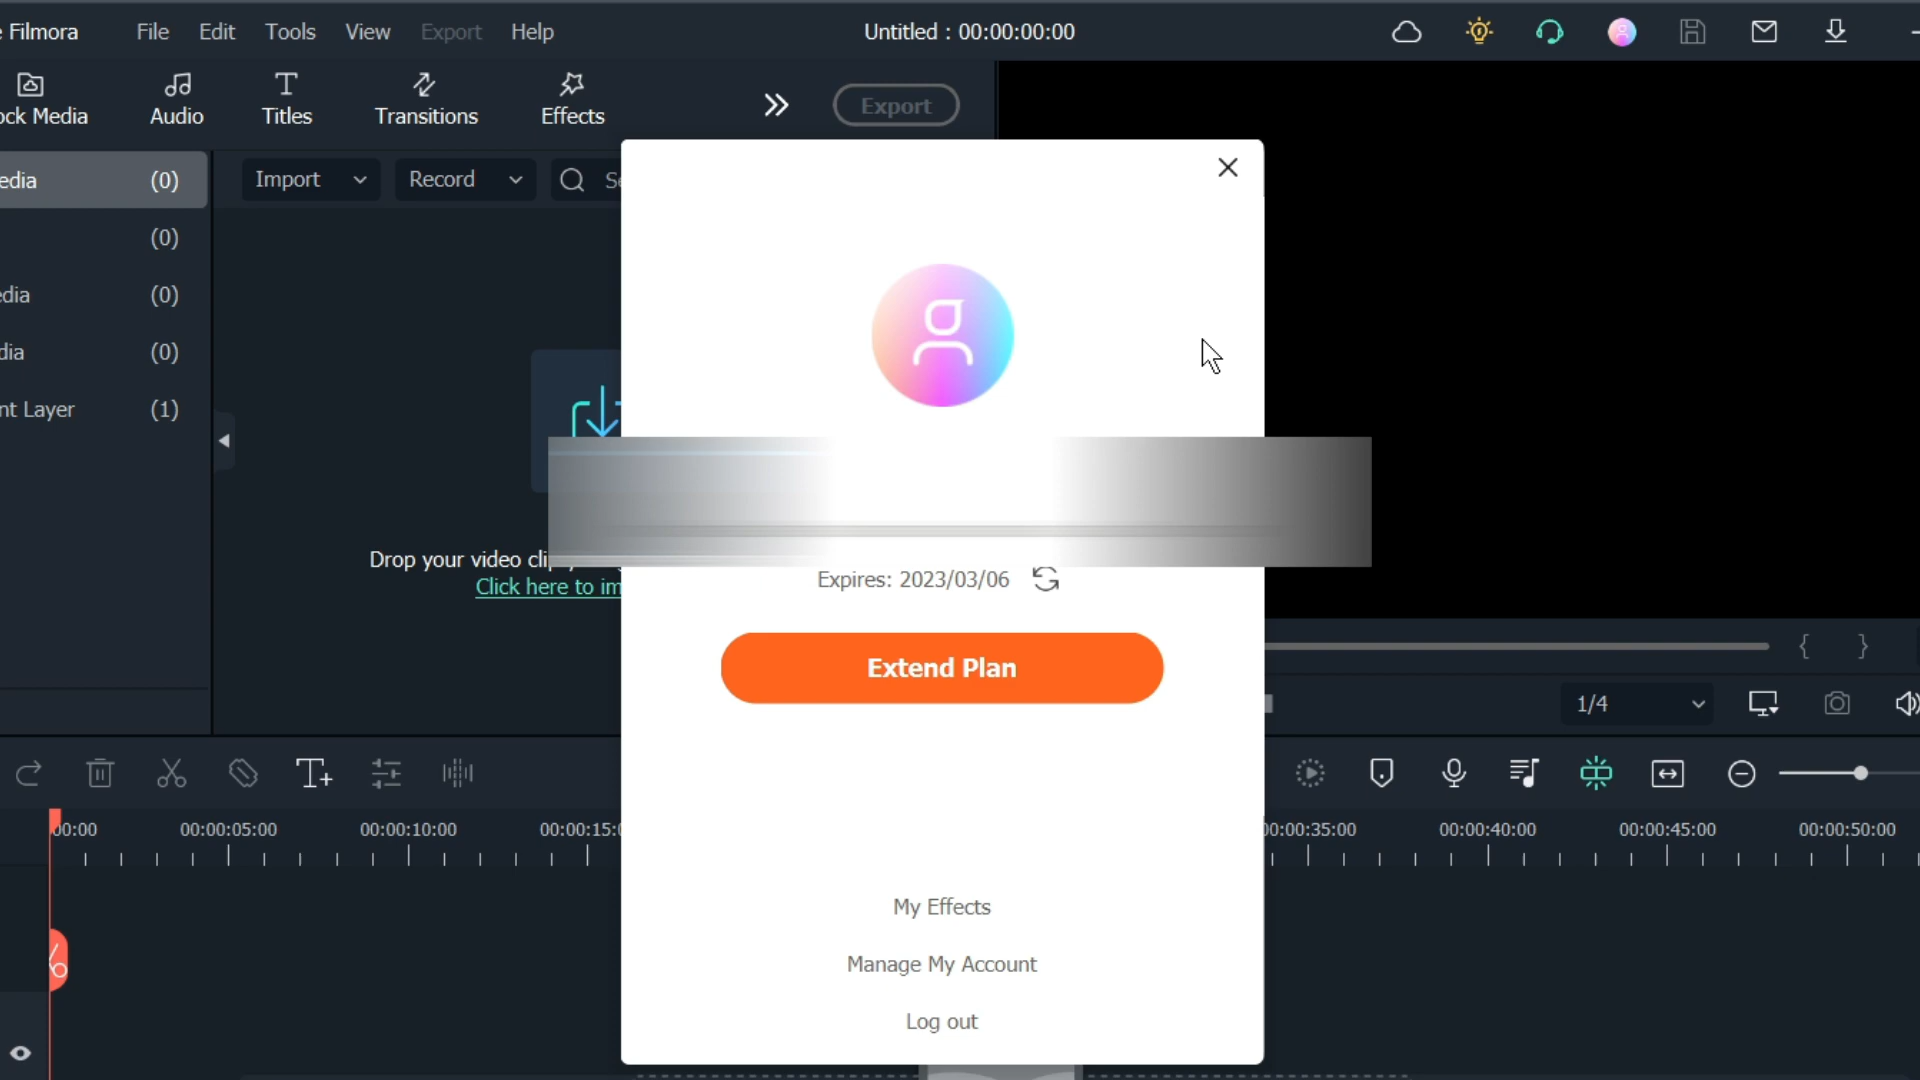 Filmora File Edit Tools View Export Help Untitled : 00:00:00:00
ock Media Audio Titles Transitions Effects Export
edia (0) Import Record
(0)
edia (0)
dia (0)
nt Layer (1)
Drop your video cli
Click here to im
Expires: 2023/03/06
Extend Plan
1/4
00:00 00:00:05:00 00:00:10:00 00:00:15:0 00:00:35:00 00:00:40:00 00:00:45:00 00:00:50:00
My Effects
Manage My Account
Log out